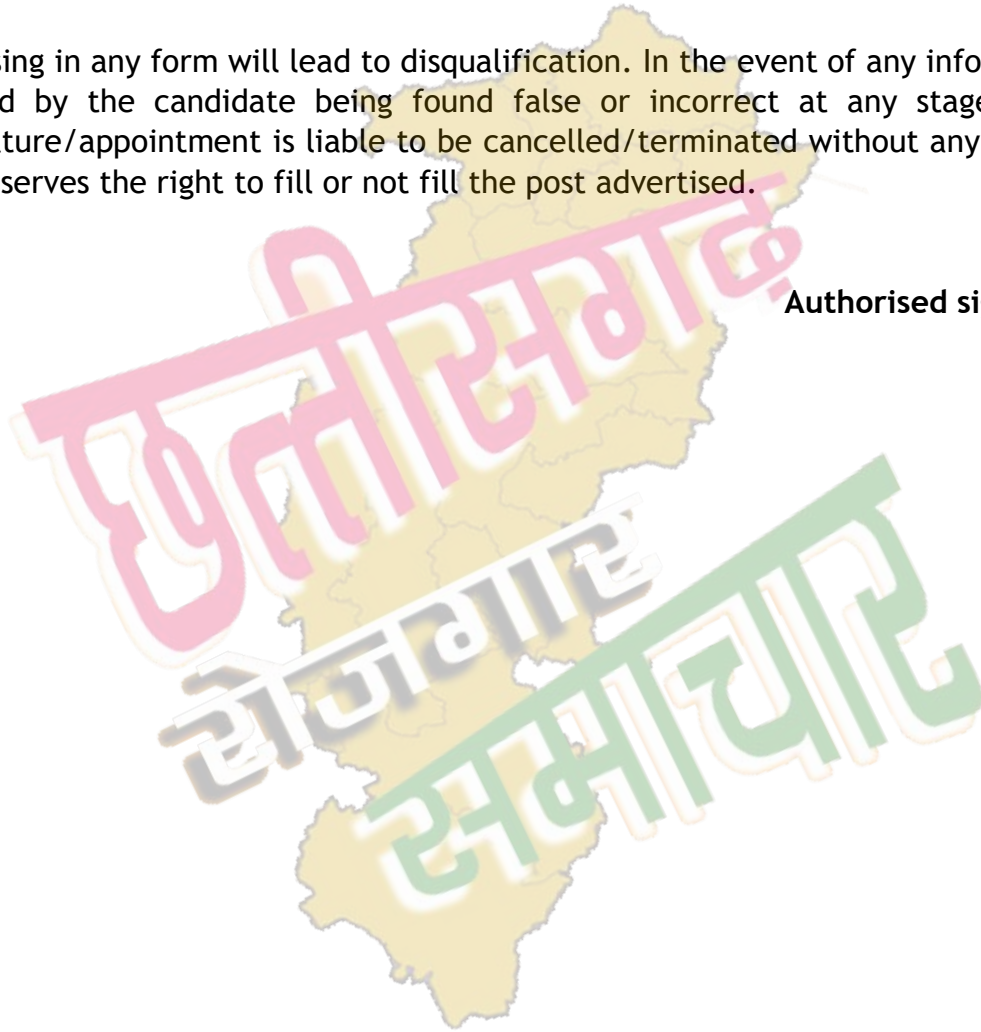 sing in any form will lead to disqualification. In the event of any info
d by the candidate being found false or incorrect at any stage
ture/appointment is liable to be cancelled/terminated without any
serves the right to fill or not fill the post advertised.
Authorised si
छत्तीसगढ़
रोजगार
समाचार